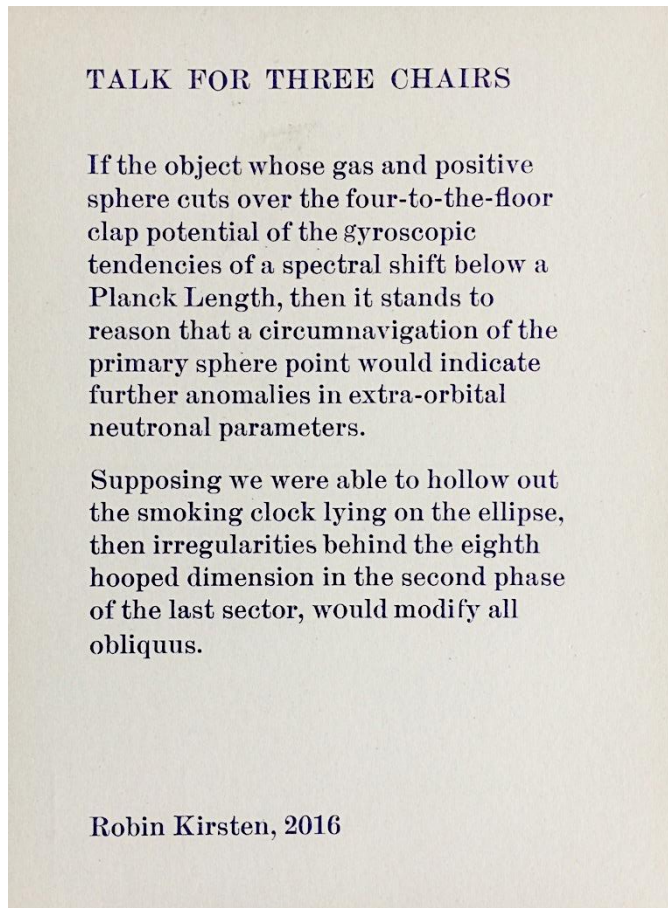 TALK FOR THREE CHAIRS
If the object whose gas and positive
sphere cuts over the four-to-the-floor
clap potential of the gyroscopic
tendencies of a spectral shift below a
Planck Length, then it stands to
reason that a circumnavigation of the
primary sphere point would indicate
further anomalies in extra-orbital
neutronal parameters.
Supposing we were able to hollow out
the smoking clock lying on the ellipse,
then irregularities behind the eighth
hooped dimension in the second phase
of the last sector, would modify all
obliquus.
Robin Kirsten, 2016